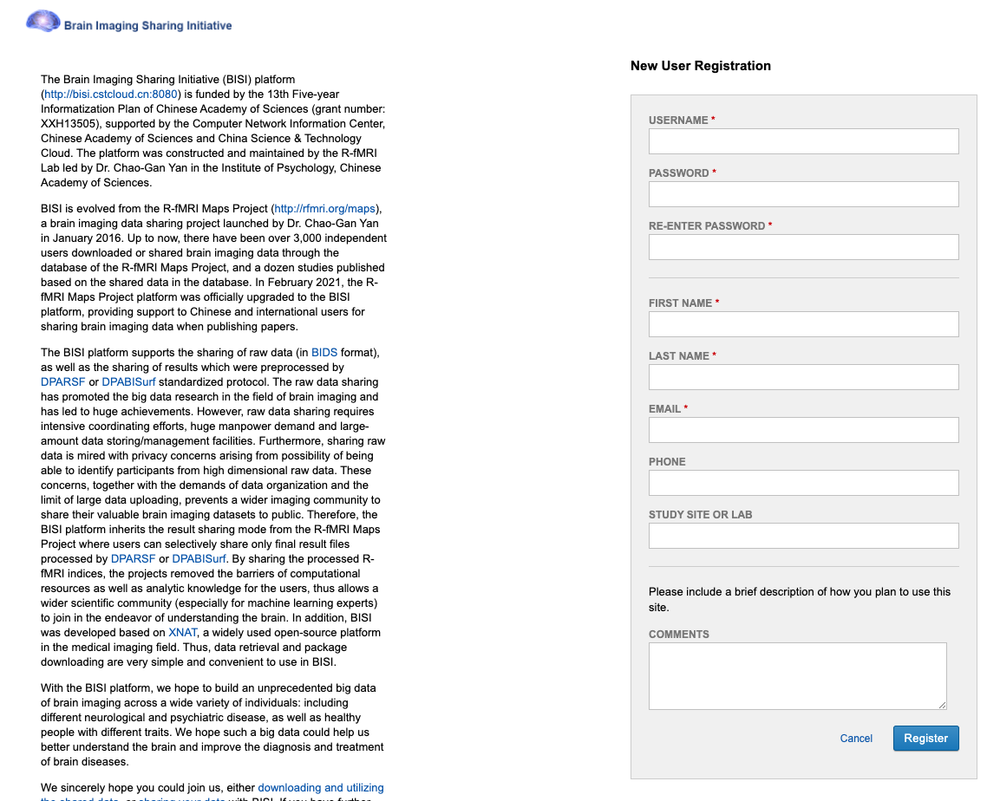 Brain Imaging Sharing Initiative
The Brain Imaging Sharing Initiative (BISI) platform
(http://bisi.cstcloud.cn:8080) is funded by the 13th Five-year
Informatization Plan of Chinese Academy of Sciences (grant number:
XXH13505), supported by the Computer Network Information Center,
Chinese Academy of Sciences and China Science & Technology
Cloud. The platform was constructed and maintained by the R-fMRI
Lab led by Dr. Chao-Gan Yan in the Institute of Psychology, Chinese
Academy of Sciences.
BISI is evolved from the R-fMRI Maps Project (http://rfmri.org/maps),
a brain imaging data sharing project launched by Dr. Chao-Gan Yan
in January 2016. Up to now, there have been over 3,000 independent
users downloaded or shared brain imaging data through the
database of the R-fMRI Maps Project, and a dozen studies published
based on the shared data in the database. In February 2021, the R-
fMRI Maps Project platform was officially upgraded to the BISI
platform, providing support to Chinese and international users for
sharing brain imaging data when publishing papers.
The BISI platform supports the sharing of raw data (in BIDS format),
as well as the sharing of results which were preprocessed by
DPARSF or DPABISurf standardized protocol. The raw data sharing
has promoted the big data research in the field of brain imaging and
has led to huge achievements. However, raw data sharing requires
intensive coordinating efforts, huge manpower demand and large-
amount data storing/management facilities. Furthermore, sharing raw
data is mired with privacy concerns arising from possibility of being
able to identify participants from high dimensional raw data. These
concerns, together with the demands of data organization and the
limit of large data uploading, prevents a wider imaging community to
share their valuable brain imaging datasets to public. Therefore, the
BISI platform inherits the result sharing mode from the R-fMRI Maps
Project where users can selectively share only final result files
processed by DPARSF or DPABISurf. By sharing the processed R-
fMRI indices, the projects removed the barriers of computational
resources as well as analytic knowledge for the users, thus allows a
wider scientific community (especially for machine learning experts)
to join in the endeavor of understanding the brain. In addition, BISI
was developed based on XNAT, a widely used open-source platform
in the medical imaging field. Thus, data retrieval and package
downloading are very simple and convenient to use in BISI.
With the BISI platform, we hope to build an unprecedented big data
of brain imaging across a wide variety of individuals: including
different neurological and psychiatric disease, as well as healthy
people with different traits. We hope such a big data could help us
better understand the brain and improve the diagnosis and treatment
of brain diseases.
We sincerely hope you could join us, either downloading and utilizing
the shared data, or sharing your data with BISI. If you have further
New User Registration
USERNAME *
PASSWORD *
RE-ENTER PASSWORD *
FIRST NAME *
LAST NAME *
EMAIL *
PHONE
STUDY SITE OR LAB
Please include a brief description of how you plan to use this
site.
COMMENTS
Cancel
Register